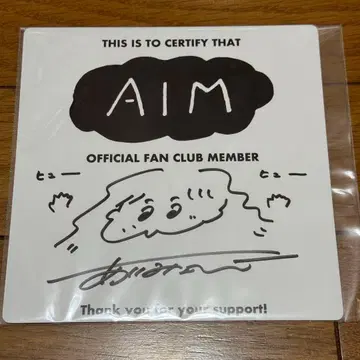 THIS IS TO CERTIFY THAT
AIM
OFFICIAL FAN CLUB MEMBER
ヒュー ヒュー
Thank you for your support!